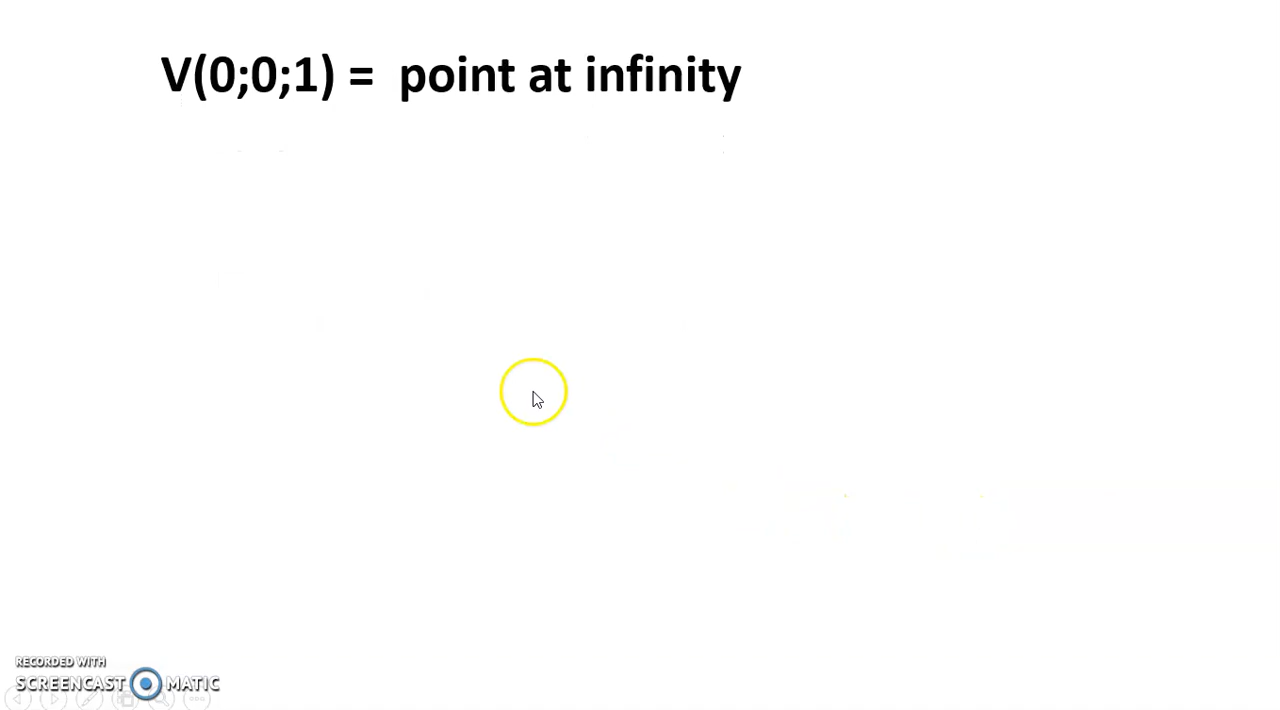 V(0;0;1) = point at infinity
RECORDED WITH
SCREENCAST MATIC